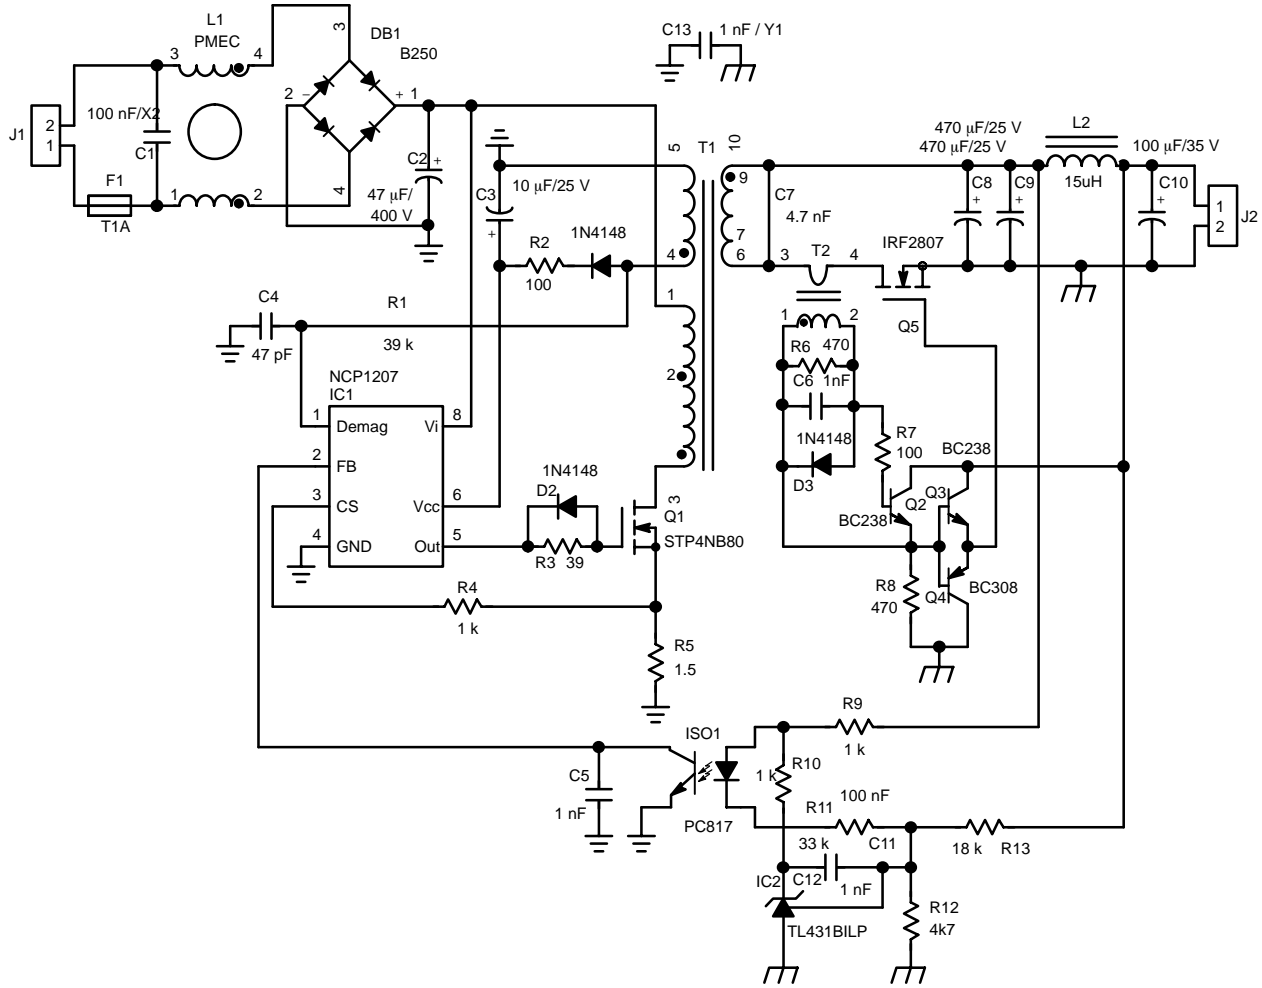 L1
PMEC
3
4
3
DB1
B250
C13
1 nF / Y1
2
−
+
1
J1
2
1
100 nF/X2
C1
F1
T1A
1
2
4
C2
+
47 µF/
400 V
C3
10 µF/25 V
+
5
T1
10
9
7
6
4
C7
4.7 nF
470 µF/25 V
470 µF/25 V
C8
+
C9
+
L2
15uH
100 µF/35 V
C10
+
1
2
J2
R2
100
1N4148
3
T2
4
IRF2807
Q5
C4
47 pF
R1
39 k
1
2
3
1
2
R6
470
C6
1nF
1N4148
D3
R7
100
NCP1207
IC1
1
Demag
Vi
8
2
FB
3
CS
Vcc
6
4
GND
Out
5
1N4148
D2
R3
39
Q1
STP4NB80
BC238
Q2
BC238
Q3
Q4
BC308
R8
470
R4
1 k
R5
1.5
R9
1 k
ISO1
PC817
C5
1 nF
1 k
R10
100 nF
R11
33 k
C11
18 k
R13
IC2
C12
1 nF
TL431BILP
R12
4k7